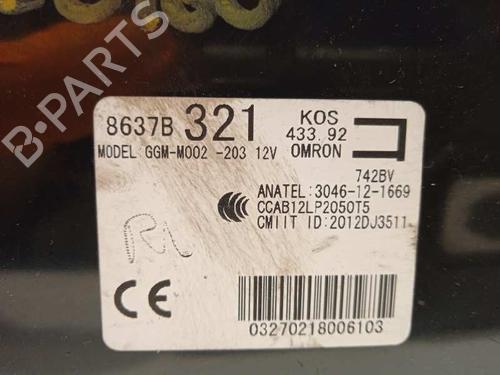 8637B 321 KOS
433.92
MODEL GGM-M002 -203 12V OMRON
742BV
ANATEL:3046-12-1669
CCAB12LP2050T5
CMIIT ID:2012DJ3511
CE
03270218006103
B-PARTS